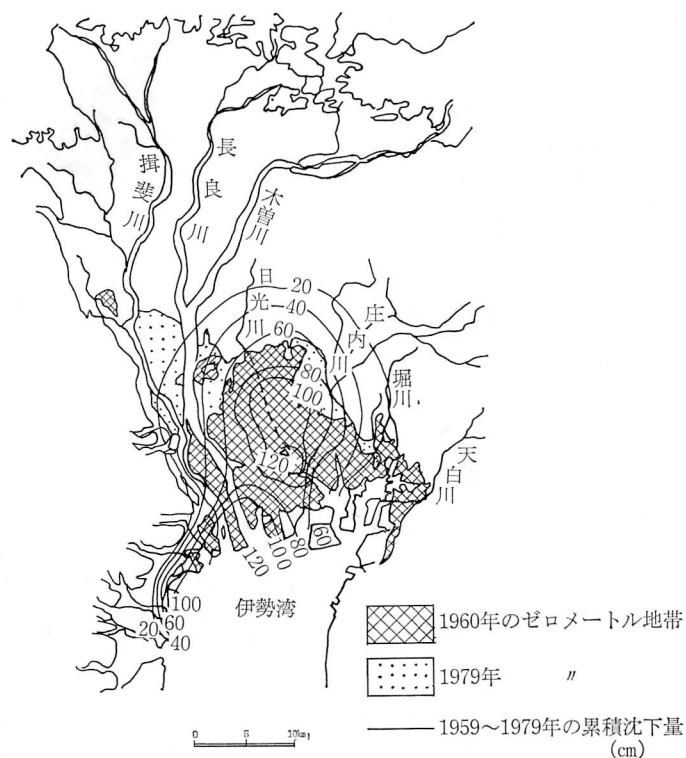 揖斐川
長良川
木曽川
日光川
庄内川
堀川
天白川
20
40
60
80
100
120
120
100
80
60
100
20
60
40
伊勢湾
1960年のゼロメートル地帯
1979年 〃
1959〜1979年の累積沈下量
(cm)
0 5 10km